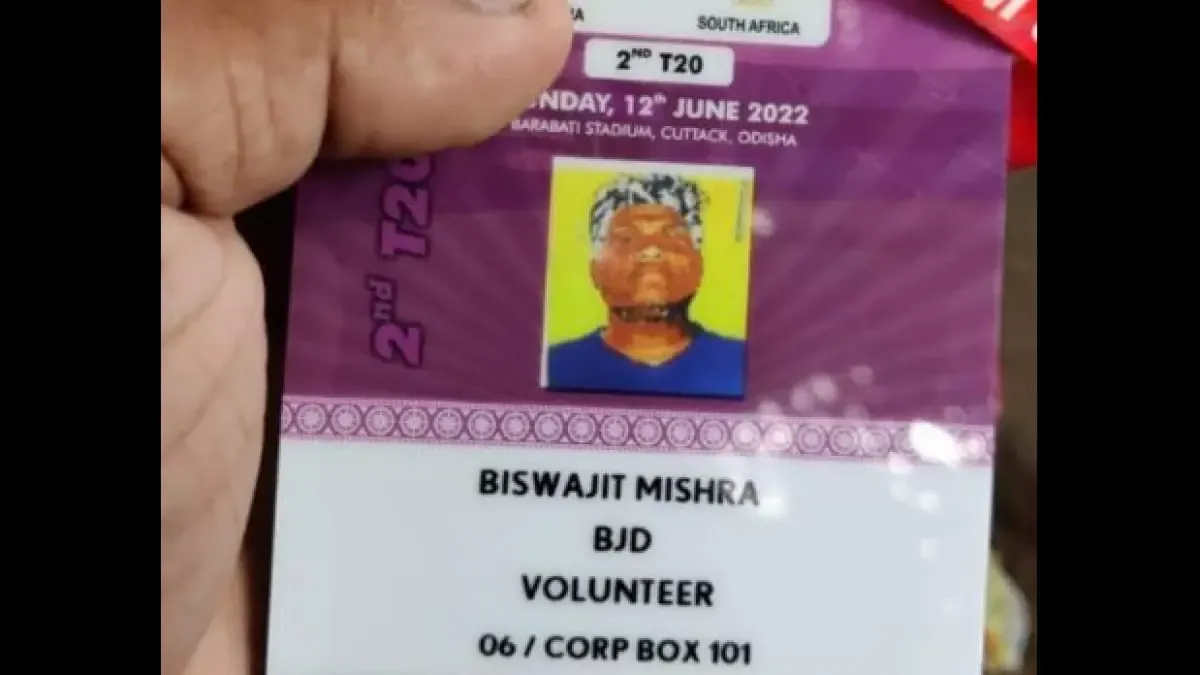 SOUTH AFRICA
2ND T20
12th JUNE 2022
BARABATI STADIUM, CUTTACK, ODISHA
2nd T20
BISWAJIT MISHRA
BJD
VOLUNTEER
06 / CORP BOX 101